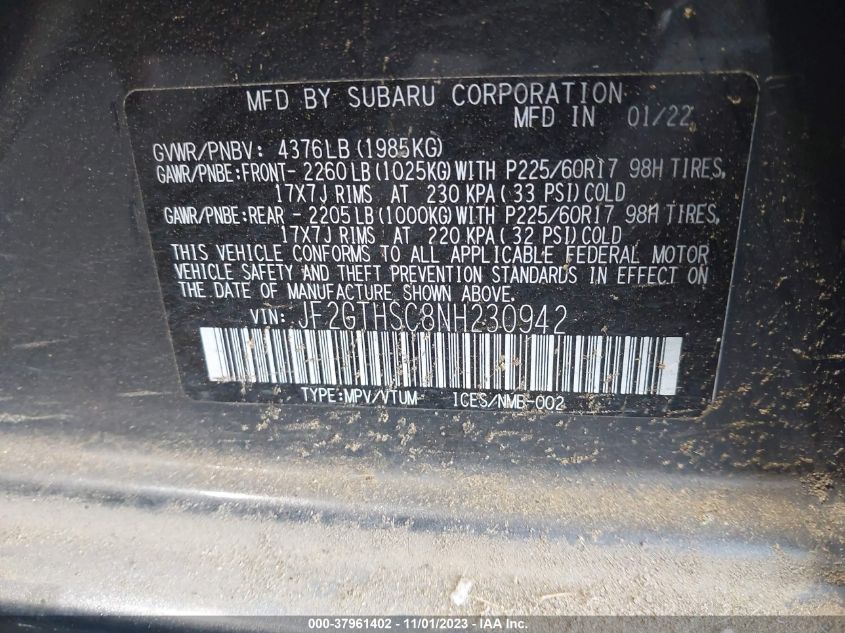 MFD BY SUBARU CORPORATION
MFD IN 01/22
GVWR/PNBV: 4376LB (1985KG)
GAWR/PNBE:FRONT- 2260LB (1025KG) WITH P225/60R17 98H TIRES,
17X7J RIMS AT 230 KPA (33 PSI) COLD
GAWR/PNBE:REAR - 2205LB (1000KG) WITH P225/60R17 98H TIRES,
17X7J RIMS AT 220 KPA (32 PSI) COLD
THIS VEHICLE CONFORMS TO ALL APPLICABLE FEDERAL MOTOR
VEHICLE SAFETY AND THEFT PREVENTION STANDARDS IN EFFECT ON
THE DATE OF MANUFACTURE SHOWN ABOVE.
VIN: JF2GTHSC8NH230942
TYPE:MPV/VTUM- ICES/NMB-002
000-37961402 - 11/01/2023 - IAA Inc.